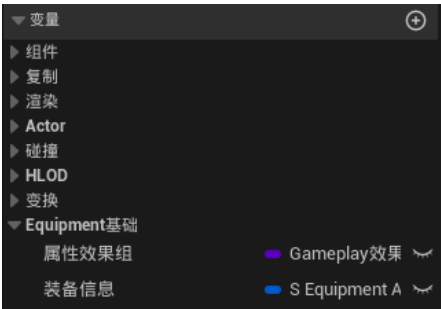 变量
组件
复制
渲染
Actor
碰撞
HLOD
变换
Equipment基础
属性效果组 Gameplay效果
装备信息 S Equipment A